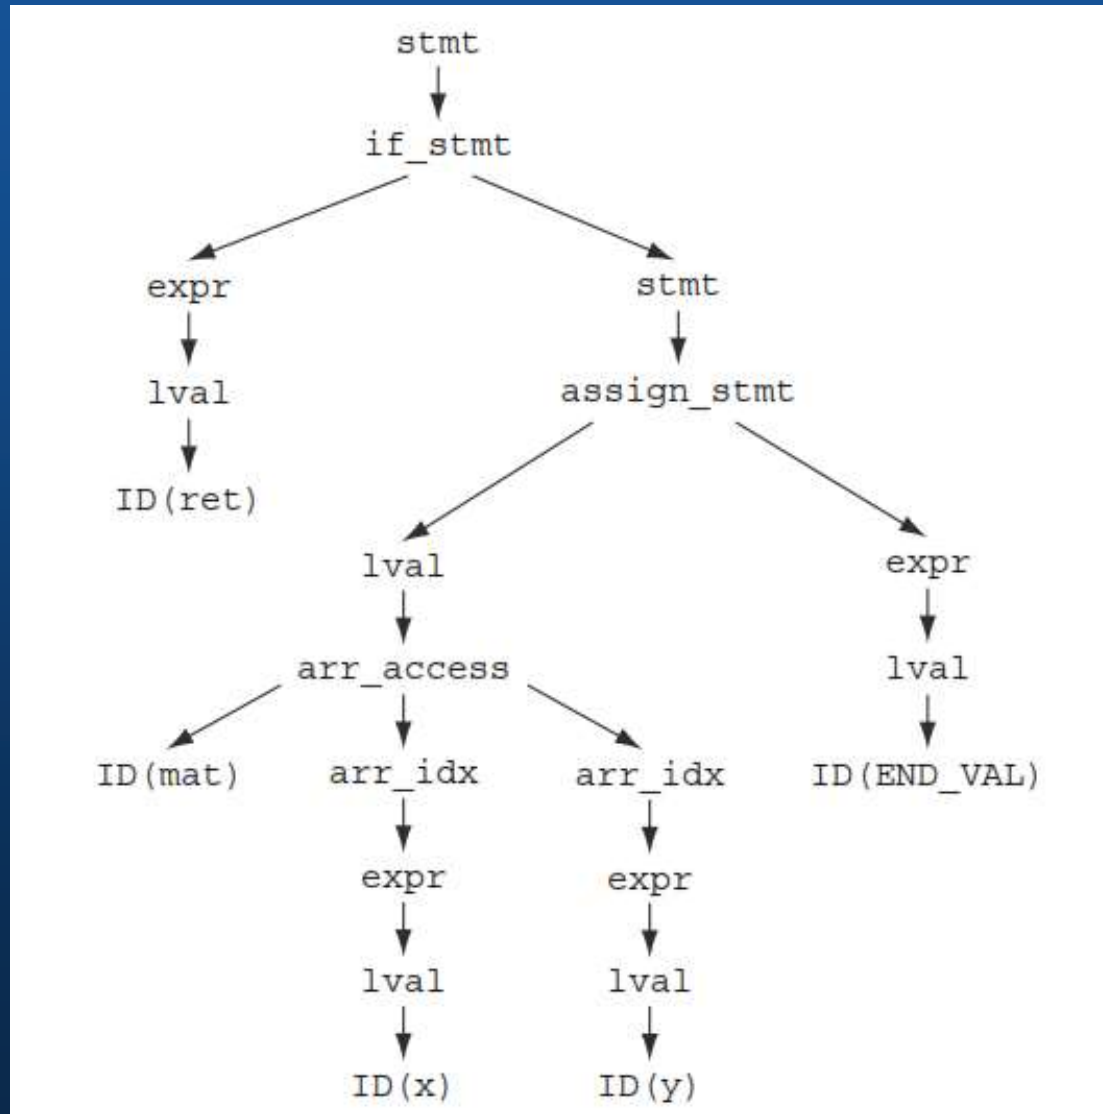 stmt
if_stmt
expr stmt
lval assign_stmt
ID(ret)
lval expr
arr_access lval
ID(mat) arr_idx arr_idx ID(END_VAL)
expr expr
lval lval
ID(x) ID(y)